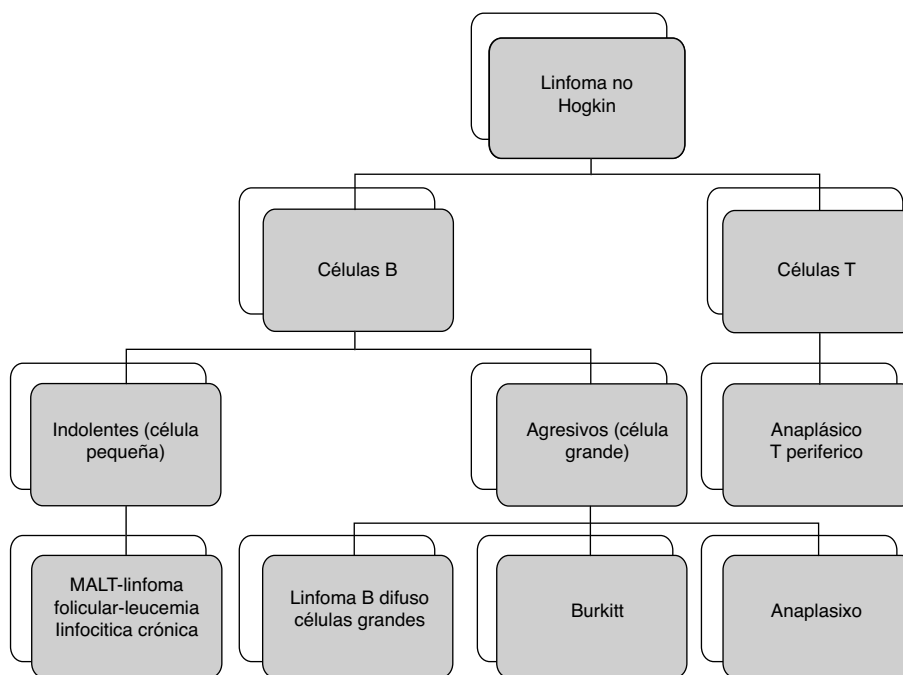 Linfoma no
Hogkin
Células B
Células T
Indolentes (célula
pequeña)
Agresivos (célula
grande)
Anaplásico
T periferico
MALT-linfoma
folicular-leucemia
linfocitica crónica
Linfoma B difuso
células grandes
Burkitt
Anaplasixo